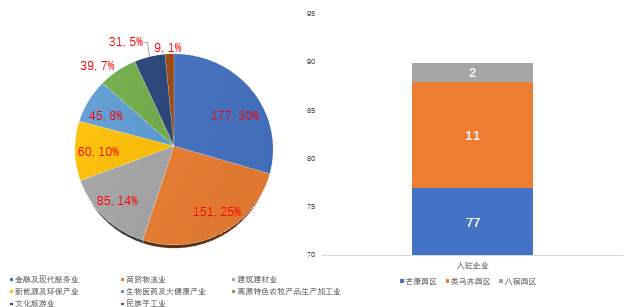 31, 5%
9, 1%
39, 7%
45, 8%
177, 30%
60, 10%
85, 14%
151, 25%
金融及现代服务业
商贸物流业
建筑建材业
新能源及环保产业
生物医药及大健康产业
高原特色农牧产品生产加工业
文化旅游业
民族手工业
95
90
85
80
75
70
2
11
77
入驻企业
芒康园区
类乌齐园区
八宿园区